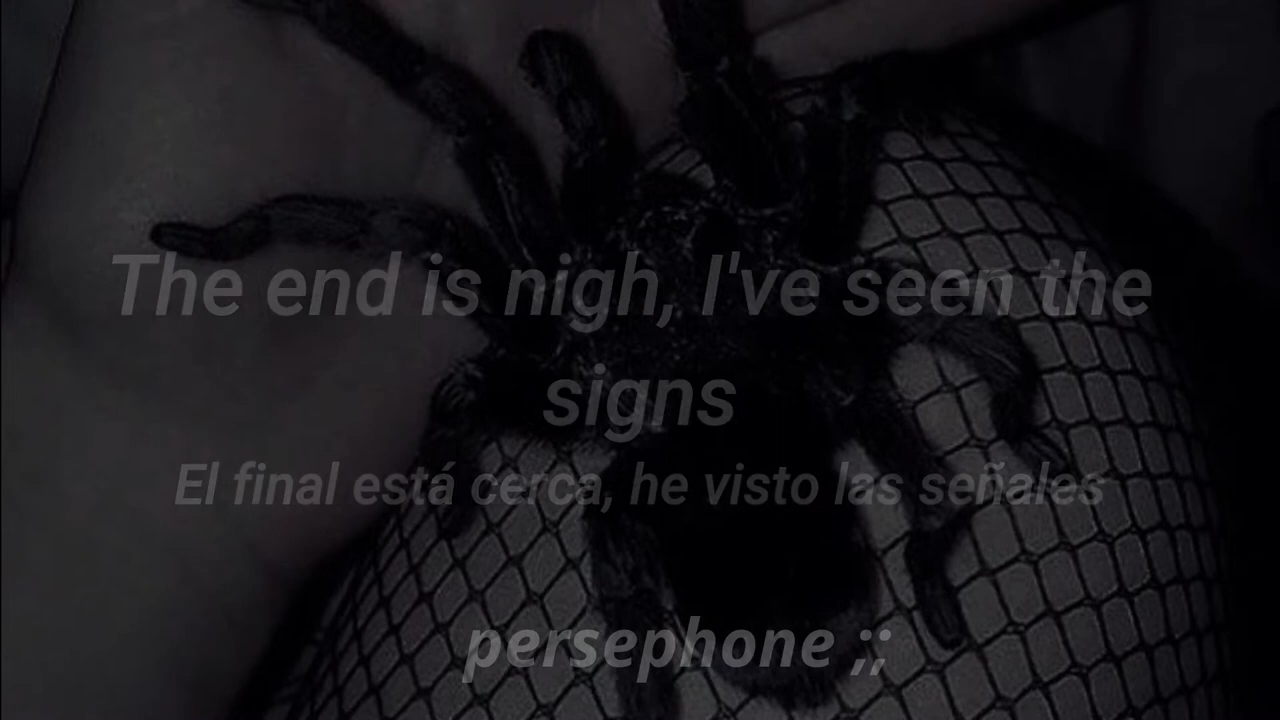 The end is nigh, I've seen the
signs
El final está cerca, he visto las señales
persephone ;;